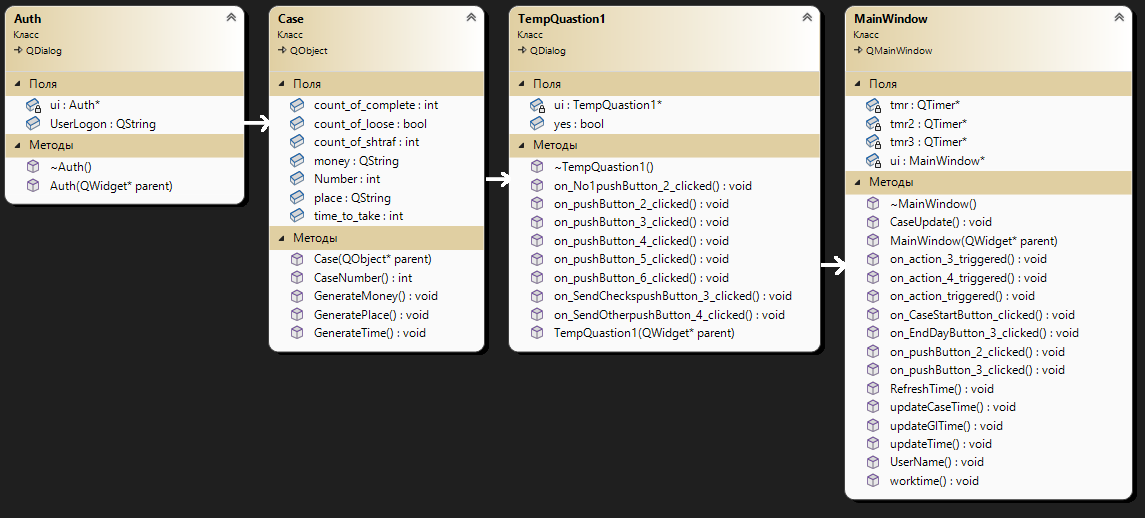 Auth
Класс
QDialog
Поля
ui : Auth*
UserLogon : QString
Методы
~Auth()
Auth(QWidget* parent)
Case
Класс
QObject
Поля
count_of_complete : int
count_of_loose : bool
count_of_shtraf : int
money : QString
Number : int
place : QString
time_to_take : int
Методы
Case(QObject* parent)
CaseNumber() : int
GenerateMoney() : void
GeneratePlace() : void
GenerateTime() : void
TempQuastion1
Класс
QDialog
Поля
ui : TempQuastion1*
yes : bool
Методы
~TempQuastion1()
on_No1pushButton_2_clicked() : void
on_pushButton_2_clicked() : void
on_pushButton_3_clicked() : void
on_pushButton_4_clicked() : void
on_pushButton_5_clicked() : void
on_pushButton_6_clicked() : void
on_SendCheckspushButton_3_clicked() : void
on_SendOtherpushButton_4_clicked() : void
TempQuastion1(QWidget* parent)
MainWindow
Класс
QMainWindow
Поля
tmr : QTimer*
tmr2 : QTimer*
tmr3 : QTimer*
ui : MainWindow*
Методы
~MainWindow()
CaseUpdate() : void
MainWindow(QWidget* parent)
on_action_3_triggered() : void
on_action_4_triggered() : void
on_action_triggered() : void
on_CaseStartButton_clicked() : void
on_EndDayButton_3_clicked() : void
on_pushButton_2_clicked() : void
on_pushButton_3_clicked() : void
RefreshTime() : void
updateCaseTime() : void
updateGlTime() : void
updateTime() : void
UserName() : void
worktime() : void